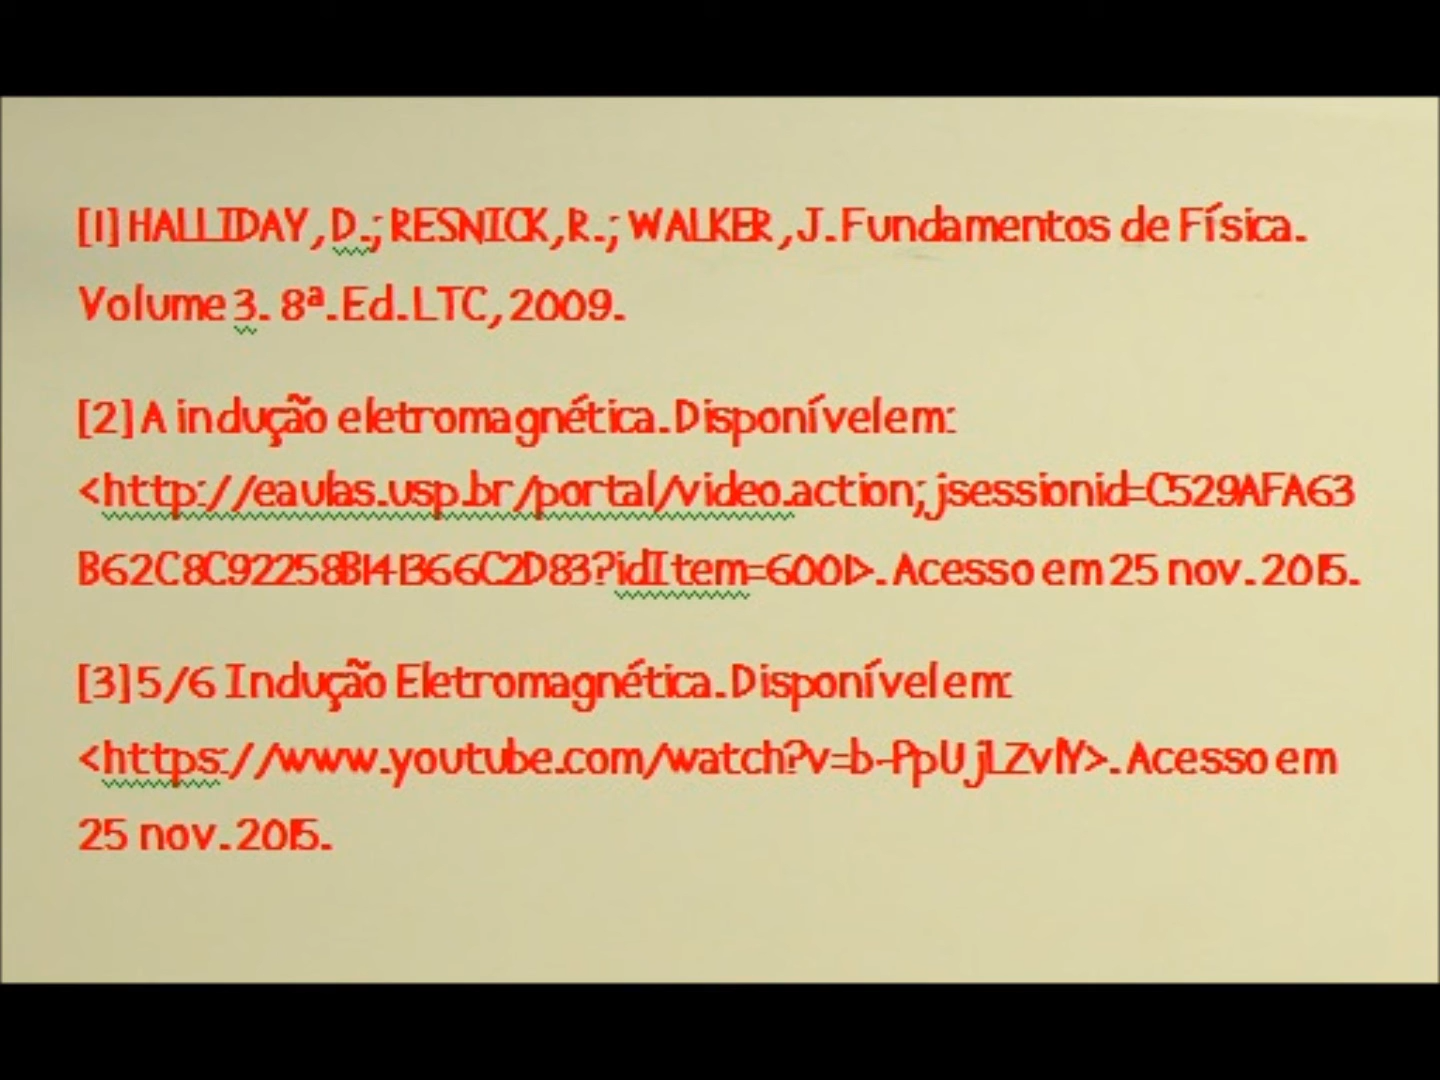 [1] HALLIDAY, D.; RESNICK, R.; WALKER, J. Fundamentos de Física.
Volume 3. 8ª. Ed. LTC, 2009.
[2] A indução eletromagnética. Disponível em:
<http://eaulas.usp.br/portal/video.action;jsessionid=C529AFA63
B62C8C92258B141366C2D83?idItem=6001>. Acesso em 25 nov. 2015.
[3] 5/6 Indução Eletromagnética. Disponível em:
<https://www.youtube.com/watch?v=b-PpUjLZvlY>. Acesso em
25 nov. 2015.